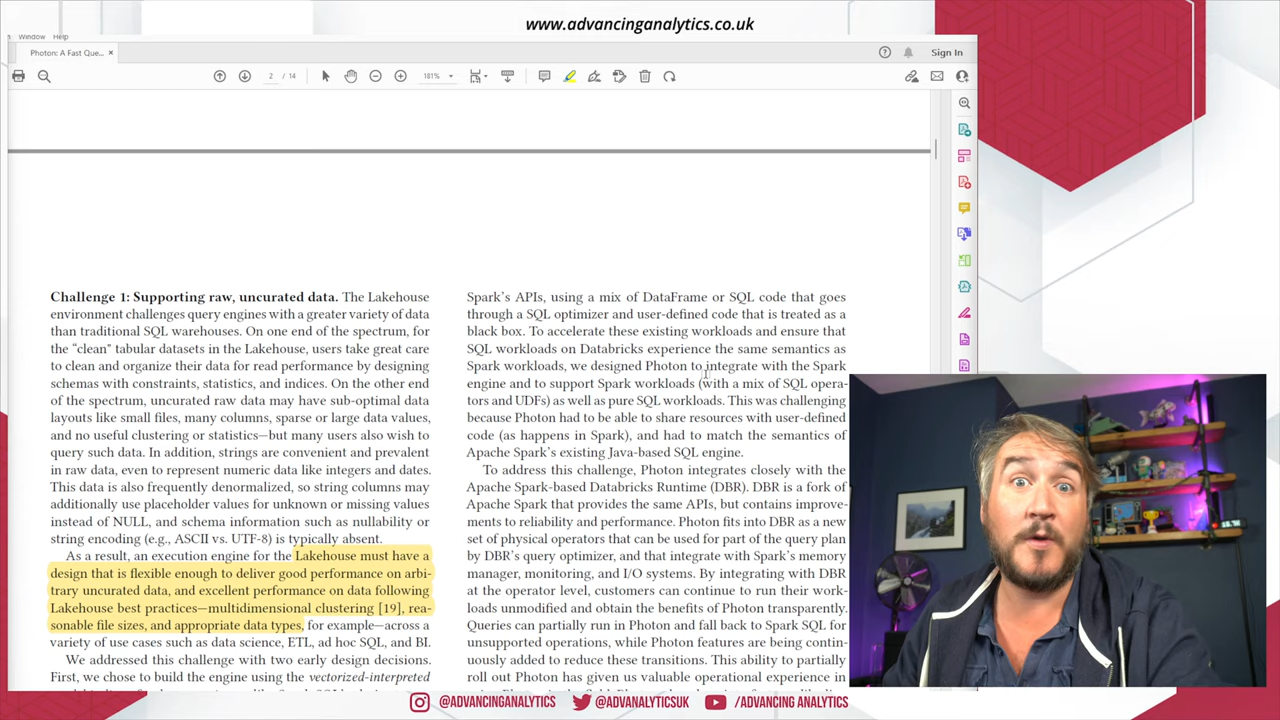 www.advancinganalytics.co.uk
Window Help
Photon: A Fast Que... ×
Sign In
2 / 14
181%
Challenge 1: Supporting raw, uncurated data. The Lakehouse
environment challenges query engines with a greater variety of data
than traditional SQL warehouses. On one end of the spectrum, for
the “clean” tabular datasets in the Lakehouse, users take great care
to clean and organize their data for read performance by designing
schemas with constraints, statistics, and indices. On the other end
of the spectrum, uncurated raw data may have sub-optimal data
layouts like small files, many columns, sparse or large data values,
and no useful clustering or statistics—but many users also wish to
query such data. In addition, strings are convenient and prevalent
in raw data, even to represent numeric data like integers and dates.
This data is also frequently denormalized, so string columns may
additionally use placeholder values for unknown or missing values
instead of NULL, and schema information such as nullability or
string encoding (e.g., ASCII vs. UTF-8) is typically absent.
As a result, an execution engine for the Lakehouse must have a
design that is flexible enough to deliver good performance on arbi-
trary uncurated data, and excellent performance on data following
Lakehouse best practices—multidimensional clustering [19], rea-
sonable file sizes, and appropriate data types, for example—across a
variety of use cases such as data science, ETL, ad hoc SQL, and BI.
We addressed this challenge with two early design decisions.
First, we chose to build the engine using the vectorized-interpreted
Spark's APIs, using a mix of DataFrame or SQL code that goes
through a SQL optimizer and user-defined code that is treated as a
black box. To accelerate these existing workloads and ensure that
SQL workloads on Databricks experience the same semantics as
Spark workloads, we designed Photon to integrate with the Spark
engine and to support Spark workloads (with a mix of SQL opera-
tors and UDFs) as well as pure SQL workloads. This was challenging
because Photon had to be able to share resources with user-defined
code (as happens in Spark), and had to match the semantics of
Apache Spark's existing Java-based SQL engine.
To address this challenge, Photon integrates closely with the
Apache Spark-based Databricks Runtime (DBR). DBR is a fork of
Apache Spark that provides the same APIs, but contains improve-
ments to reliability and performance. Photon fits into DBR as a new
set of physical operators that can be used for part of the query plan
by DBR's query optimizer, and that integrate with Spark's memory
manager, monitoring, and I/O systems. By integrating with DBR
at the operator level, customers can continue to run their work-
loads unmodified and obtain the benefits of Photon transparently.
Queries can partially run in Photon and fall back to Spark SQL for
unsupported operations, while Photon features are being contin-
uously added to reduce these transitions. This ability to partially
roll out Photon has given us valuable operational experience in
@ADVANCINGANALYTICS
@ADVANALYTICSUK
/ADVANCING ANALYTICS